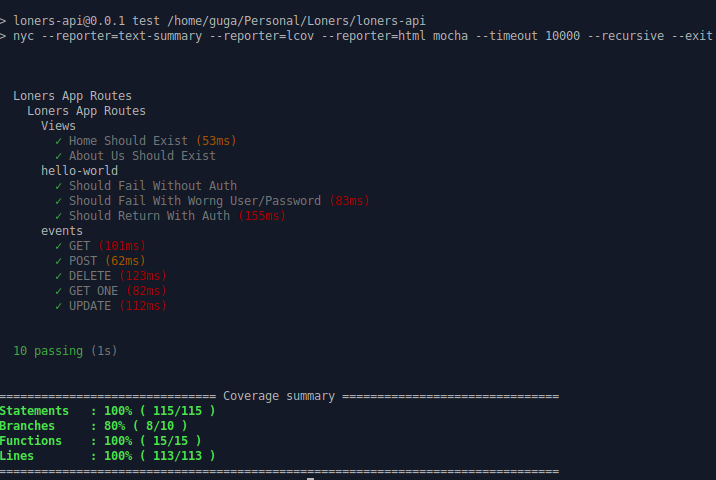 > loners-api@0.0.1 test /home/guga/Personal/Loners/loners-api
> nyc --reporter=text-summary --reporter=lcov --reporter=html mocha --timeout 10000 --recursive --exit
Loners App Routes
Loners App Routes
Views
✓ Home Should Exist (53ms)
✓ About Us Should Exist
hello-world
✓ Should Fail Without Auth
✓ Should Fail With Worng User/Password (83ms)
✓ Should Return With Auth (155ms)
events
✓ GET (101ms)
✓ POST (62ms)
✓ DELETE (123ms)
✓ GET ONE (82ms)
✓ UPDATE (112ms)
10 passing (1s)
=============================== Coverage summary ===============================
Statements   : 100% ( 115/115 )
Branches     : 80% ( 8/10 )
Functions    : 100% ( 15/15 )
Lines        : 100% ( 113/113 )
================================================================================